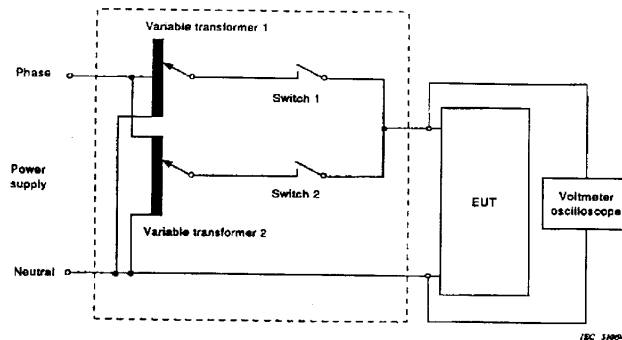 Variable transformer 1
Phase
Switch 1
Power
supply
Switch 2
EUT
Voltmeter
oscilloscope
Variable transformer 2
Neutral
IEC